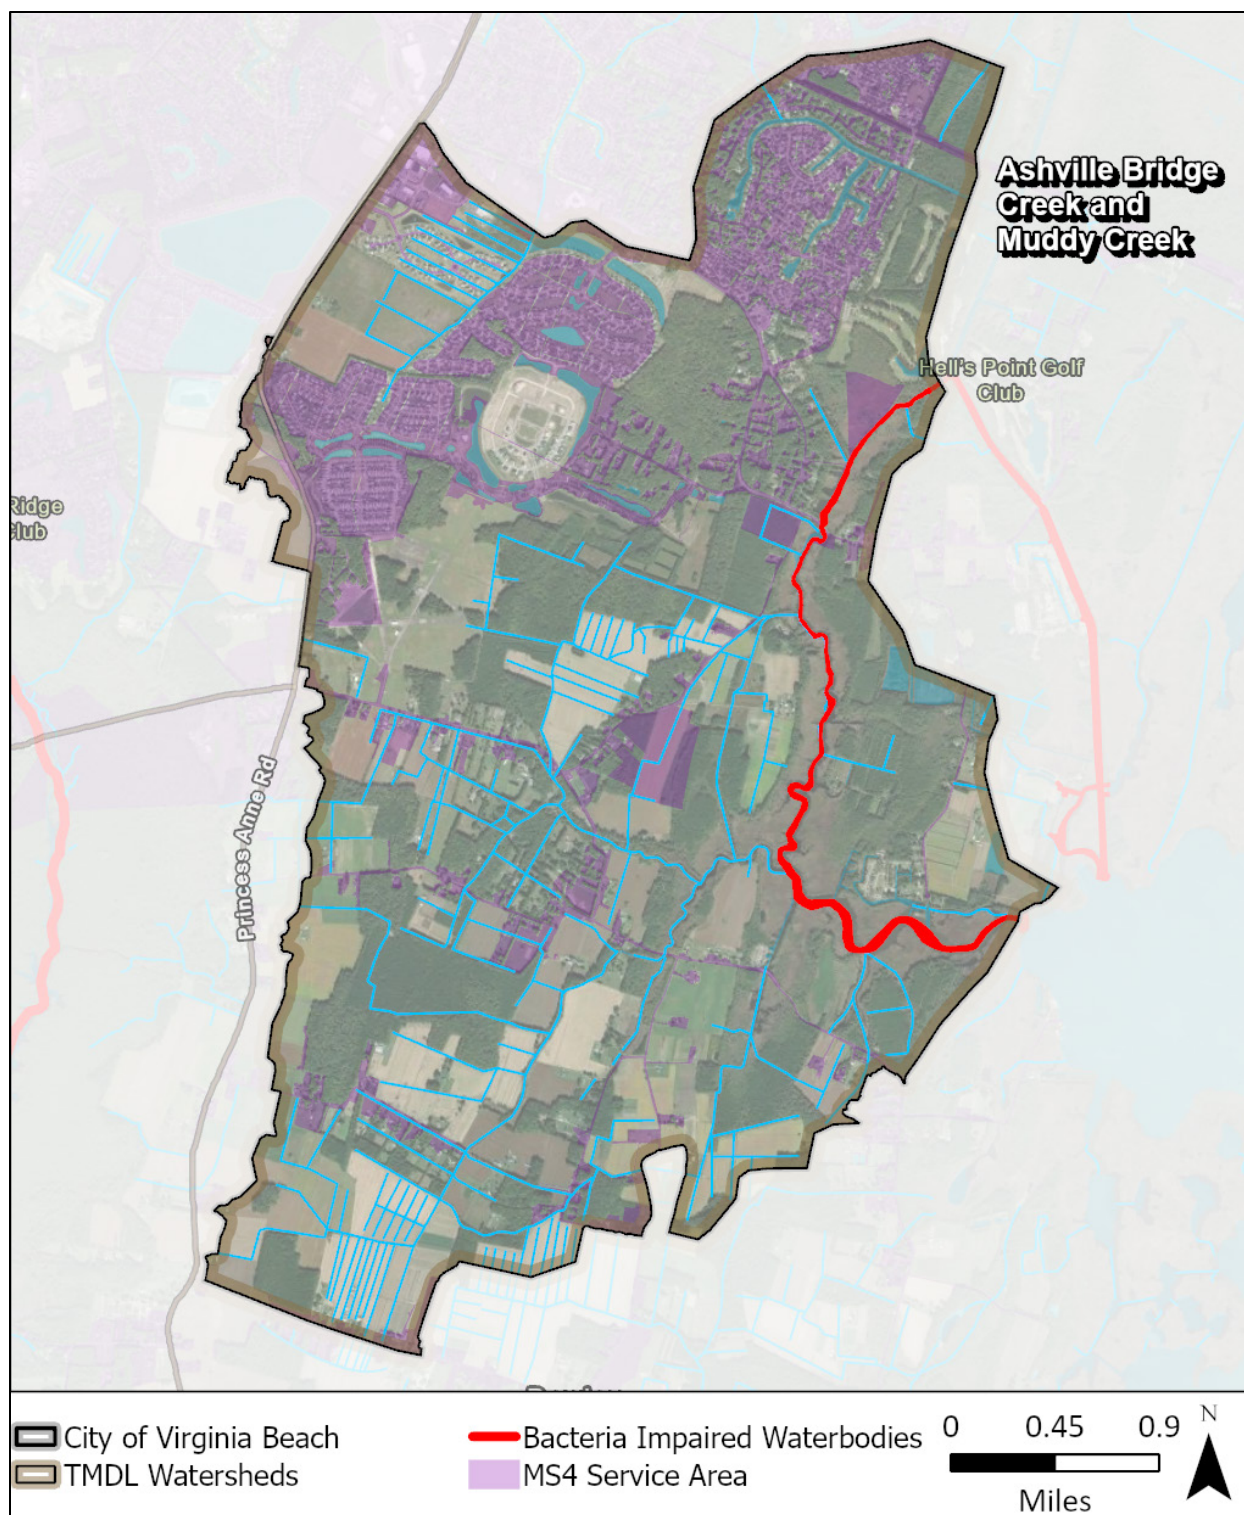 Ashville Bridge
Creek and
Muddy Creek
Hell's Point Golf
Club
Ridge
Club
Princess Anne Rd
City of Virginia Beach
TMDL Watersheds
Bacteria Impaired Waterbodies
MS4 Service Area
0 0.45 0.9
Miles
N